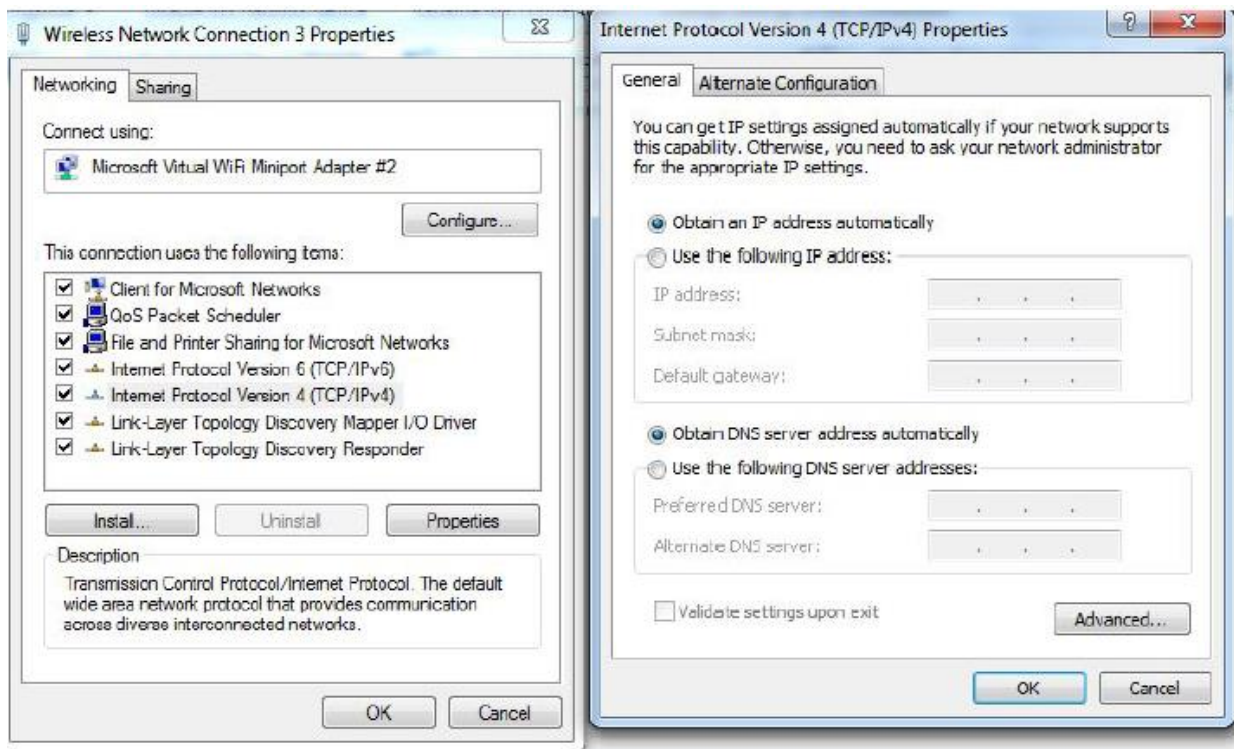 Wireless Network Connection 3 Properties
Networking
Sharing
Connect using:
Microsoft Virtual WiFi Miniport Adapter #2
Configure...
This connection uses the following items:
Client for Microsoft Networks
QoS Packet Scheduler
File and Printer Sharing for Microsoft Networks
Internet Protocol Version 6 (TCP/IPv6)
Internet Protocol Version 4 (TCP/IPv4)
Link-Layer Topology Discovery Mapper I/O Driver
Link-Layer Topology Discovery Responder
Install...
Uninstall
Properties
Description
Transmission Control Protocol/Internet Protocol. The default
wide area network protocol that provides communication
across diverse interconnected networks.
OK
Cancel
Internet Protocol Version 4 (TCP/IPv4) Properties
General
Alternate Configuration
You can get IP settings assigned automatically if your network supports
this capability. Otherwise, you need to ask your network administrator
for the appropriate IP settings.
Obtain an IP address automatically
Use the following IP address:
IP address:
Subnet mask:
Default gateway:
Obtain DNS server address automatically
Use the following DNS server addresses:
Preferred DNS server:
Alternate DNS server:
Validate settings upon exit
Advanced...
OK
Cancel